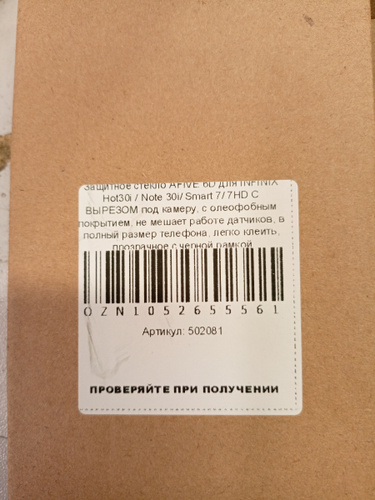 Защитное стекло AFIVE 6D для INFINIX
Hot30i / Note 30i/ Smart 7/ 7HD С
ВЫРЕЗОМ под камеру, с олеофобным
покрытием, не мешает работе датчиков, в
полный размер телефона, легко клеить,
прозрачное с черной рамкой
OZN1052655561
Артикул: 502081
ПРОВЕРЯЙТЕ ПРИ ПОЛУЧЕНИИ